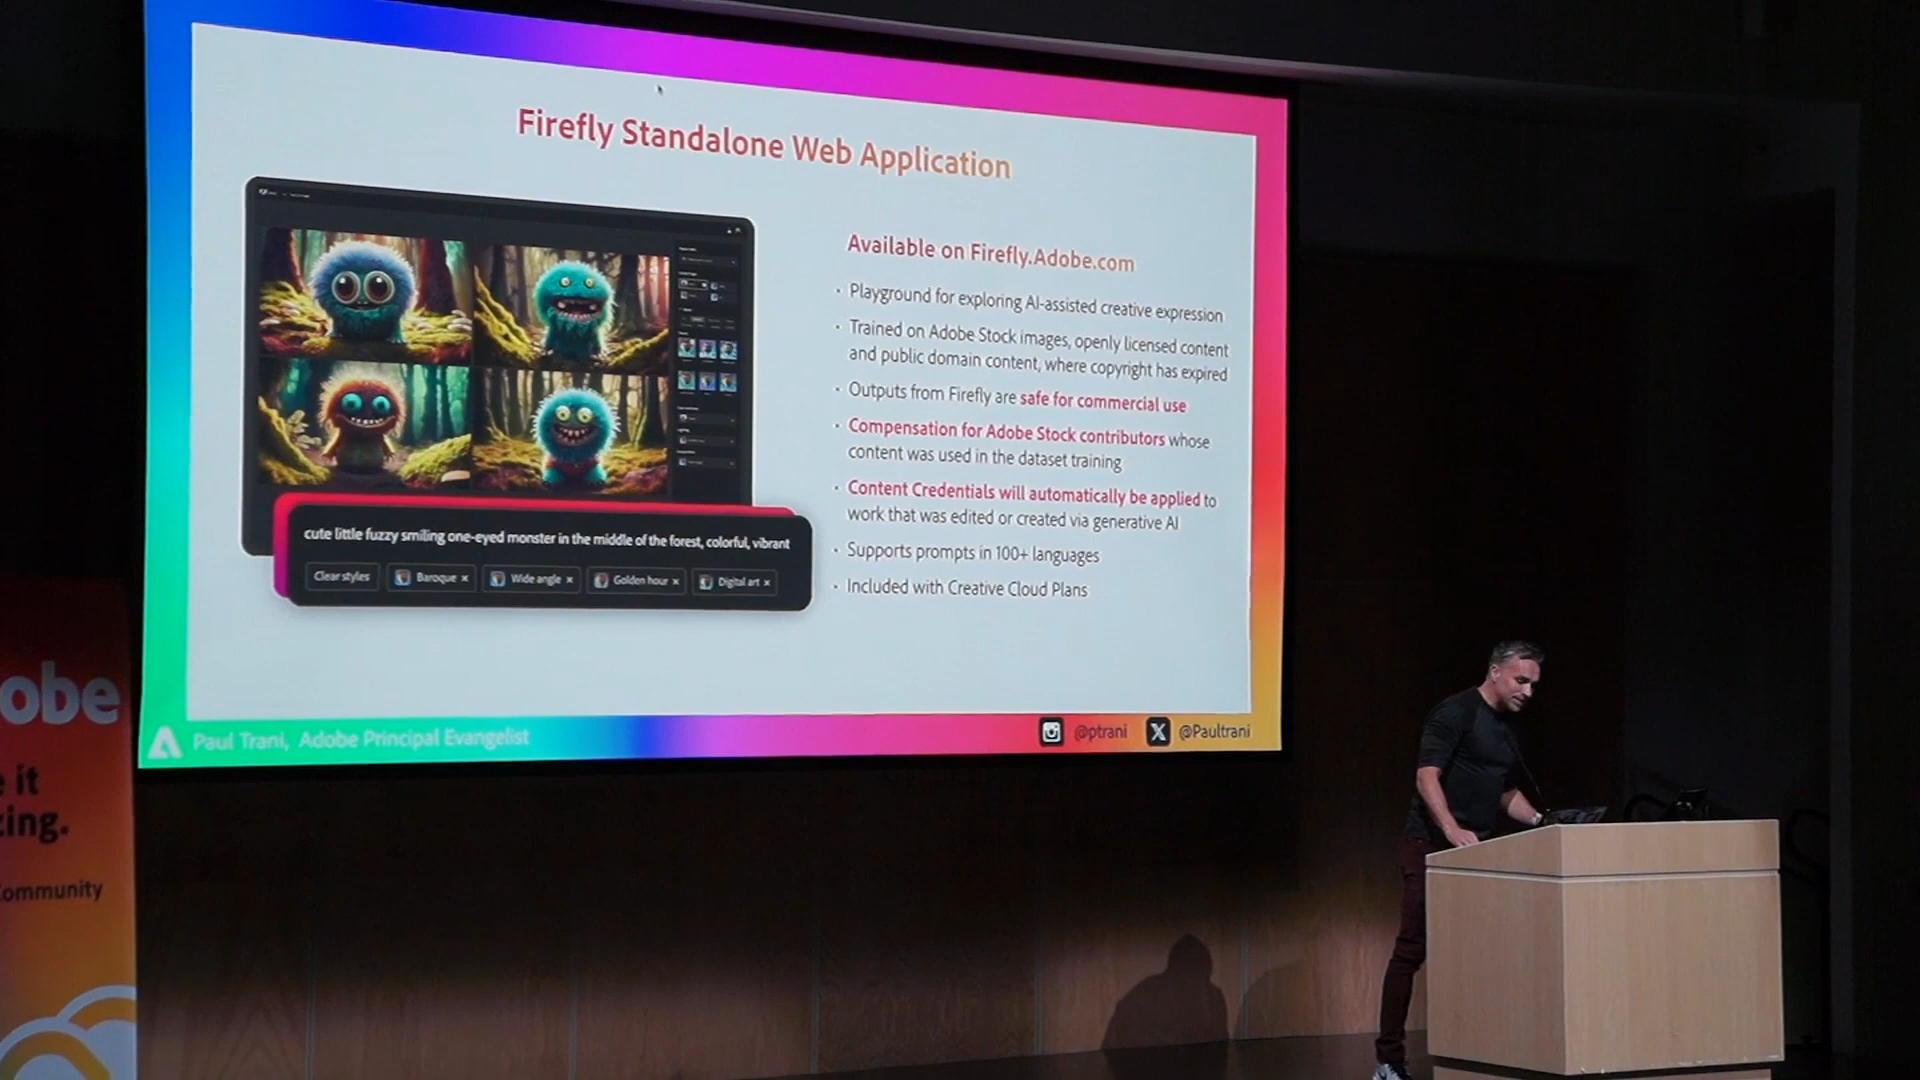 Firefly Standalone Web Application
cute little fuzzy smiling one-eyed monster in the middle of the forest, colorful, vibrant
Clear styles
Baroque ×
Wide angle ×
Golden hour ×
Digital art ×
Available on Firefly.Adobe.com
· Playground for exploring AI-assisted creative expression
· Trained on Adobe Stock images, openly licensed content
and public domain content, where copyright has expired
· Outputs from Firefly are safe for commercial use
· Compensation for Adobe Stock contributors whose
content was used in the dataset training
· Content Credentials will automatically be applied to
work that was edited or created via generative AI
· Supports prompts in 100+ languages
· Included with Creative Cloud Plans
Paul Trani, Adobe Principal Evangelist
@ptrani
@Paultrani
obe
it
zing.
ommunity